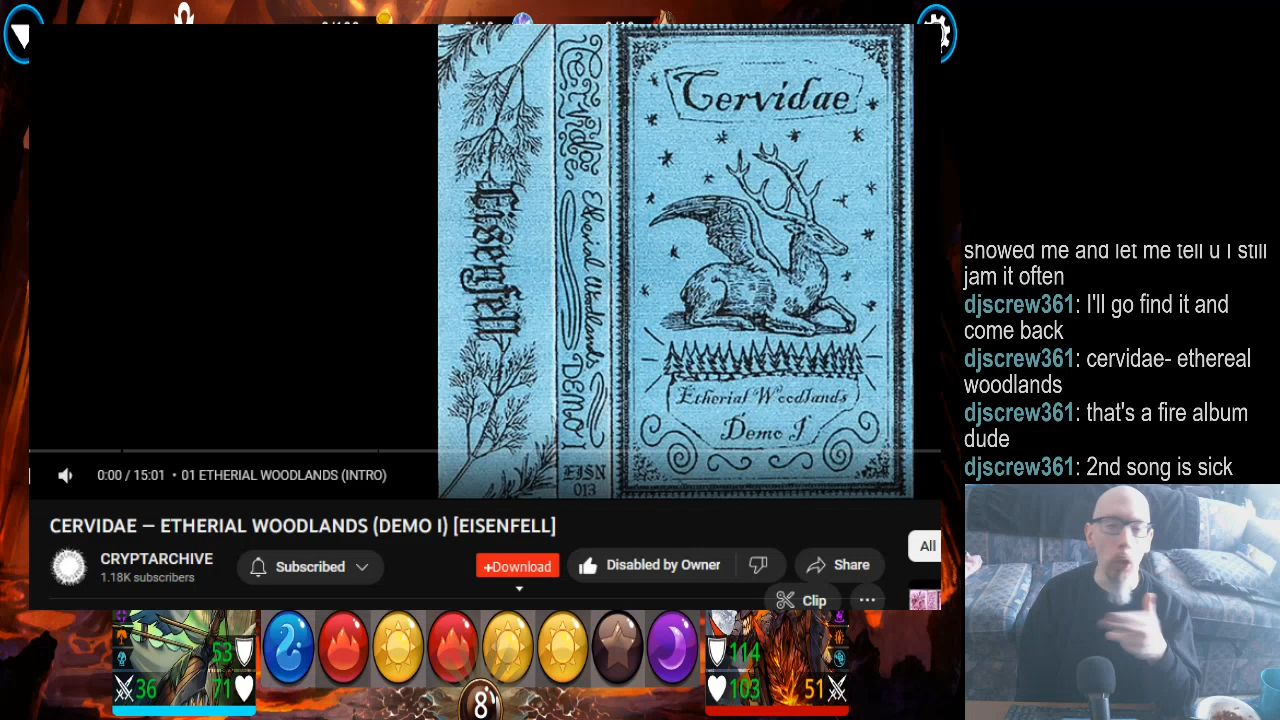 Cervidae
Etherial Woodlands
Demo I
Cervidae Etherial Woodlands DEMO I
Eisenfell
EISN
013
showed me and let me tell u I still
jam it often
djscrew361: I'll go find it and
come back
djscrew361: cervidae- ethereal
woodlands
djscrew361: that's a fire album
dude
djscrew361: 2nd song is sick
0:00 / 15:01 • 01 ETHERIAL WOODLANDS (INTRO)
CERVIDAE – ETHERIAL WOODLANDS (DEMO I) [EISENFELL]
CRYPTARCHIVE
1.18K subscribers
Subscribed
+Download
Disabled by Owner
Share
All
Clip
53
36
71
8
114
103
51